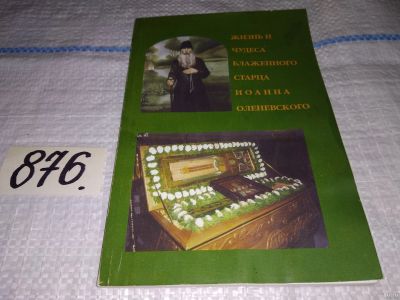 ЖИЗНЬ И
ЧУДЕСА
БЛАЖЕННОГО
СТАРЦА
ИОАННА
ОЛЕНЕВСКОГО
876.